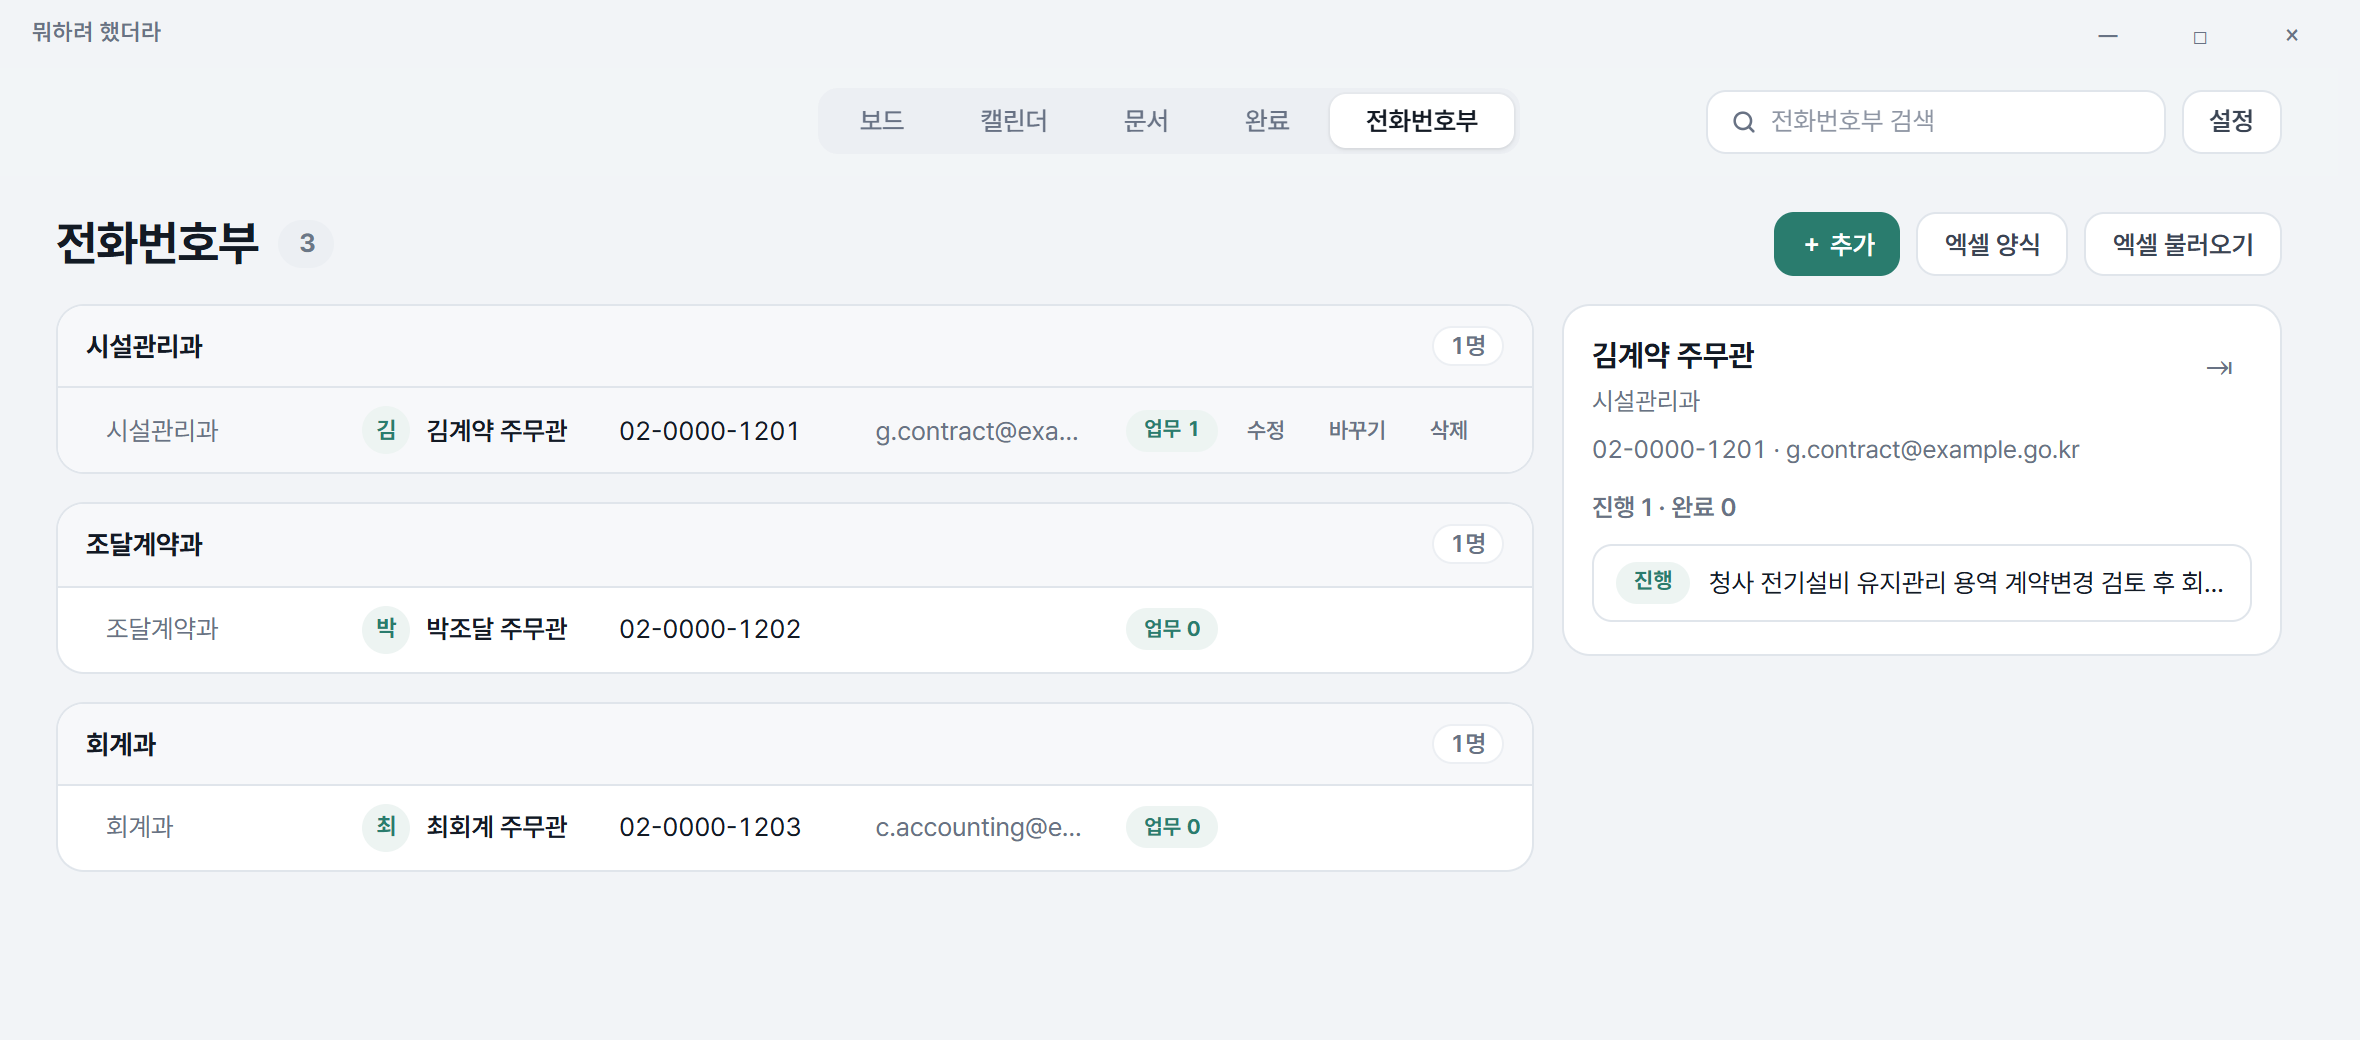 뭐하려 했더라
보드 캘린더 문서 완료 전화번호부
전화번호부 검색
설정
전화번호부 3
+ 추가 엑셀 양식 엑셀 불러오기
시설관리과 1명
시설관리과 김 김계약 주무관 02-0000-1201 g.contract@exa... 업무 1 수정 바꾸기 삭제
조달계약과 1명
조달계약과 박 박조달 주무관 02-0000-1202 업무 0
회계과 1명
회계과 최 최회계 주무관 02-0000-1203 c.accounting@e... 업무 0
김계약 주무관
시설관리과
02-0000-1201 · g.contract@example.go.kr
진행 1 · 완료 0
진행 청사 전기설비 유지관리 용역 계약변경 검토 후 회...